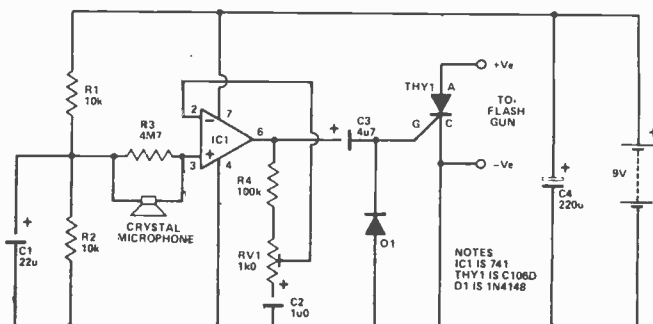 R1
10k
R3
4M7
2
7
−
IC1
6
+
3
4
CRYSTAL
MICROPHONE
+
C1
22u
R2
10k
R4
100k
RV1
1k0
+
C2
1u0
+
C3
4u7
D1
THY1
A
G
C
+Ve
TO
FLASH
GUN
−Ve
NOTES
IC1 IS 741
THY1 IS C106D
D1 IS 1N4148
+
C4
220u
+
9V